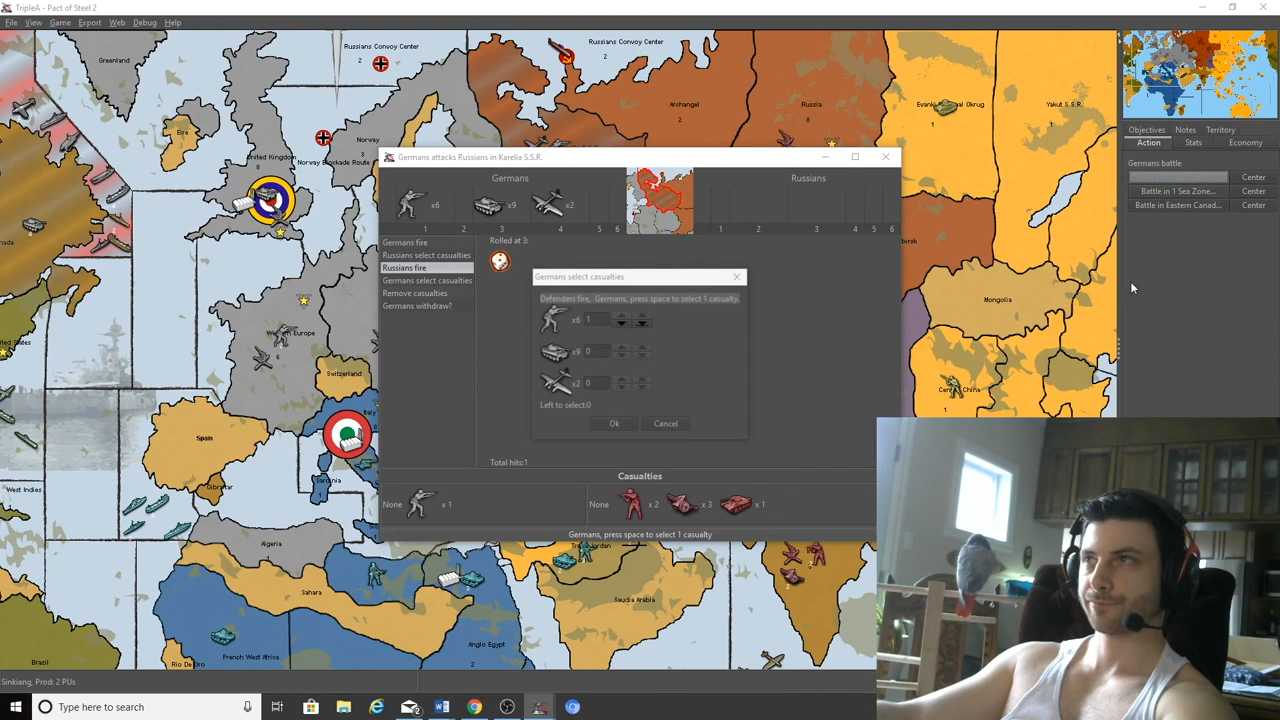 TripleA - Pact of Steel 2
File View Game Export Web Debug Help
Greenland
Russians Convoy Center
2
Russians Convoy Center
2
Archangel
2
Russia
8
Evenki
Okrug
1
Yakut S.S.R.
1
Eire
Norway
3
United Kingdom
8
Norway Blockade Route
Germans attacks Russians in Karelia S.S.R.
Germans
Russians
x6
x9
x2
1 2 3 4 5 6
1 2 3 4 5 6
Germans fire
Russians select casualties
Russians fire
Germans select casualties
Remove casualties
Germans withdraw?
Rolled at 3:
Germans select casualties
Defenders fire, Germans, press space to select 1 casualty.
x6 1
x9 0
x2 0
Left to select:0
Ok Cancel
Total hits:1
Casualties
None x 1
None x 2 x 3 x 1
Germans, press space to select 1 casualty
Objectives Notes Territory
Action Stats Economy
Germans battle
Center
Battle in 1 Sea Zone... Center
Battle in Eastern Canad... Center
Mongolia
China
1
Europe
Switzerland
Italy
Spain
Gibraltar
Sardinia
1
West Indies
Algeria
1
Sahara
Saudi Arabia
Anglo Egypt
2
French West Africa
Rio De Oro
Brazil
Sinkiang, Prod: 2 PUs
Type here to search